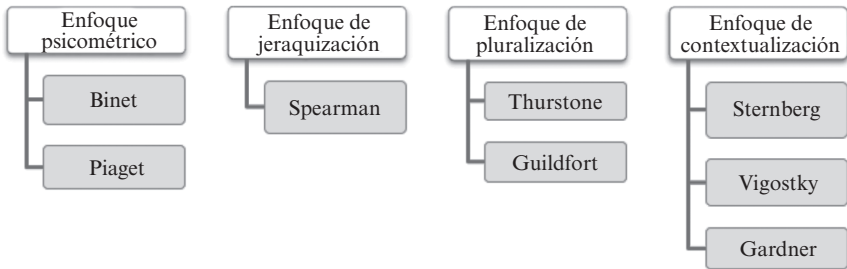 Enfoque
psicométrico
Binet
Piaget
Enfoque de
jeraquización
Spearman
Enfoque de
pluralización
Thurstone
Guildfort
Enfoque de
contextualización
Sternberg
Vigostky
Gardner